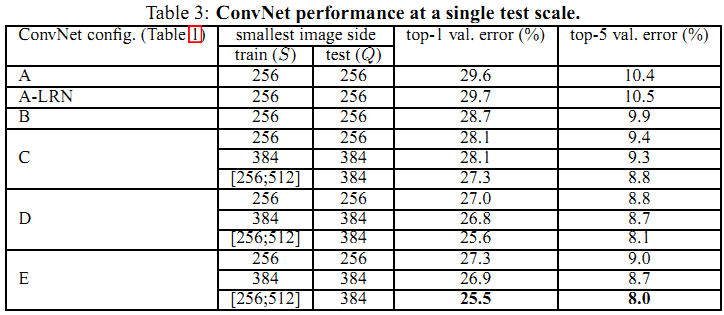 Table 3: ConvNet performance at a single test scale.
ConvNet config. (Table 1) smallest image side top-1 val. error (%) top-5 val. error (%)
train (S) test (Q)
A 256 256 29.6 10.4
A-LRN 256 256 29.7 10.5
B 256 256 28.7 9.9
C 256 256 28.1 9.4
384 384 28.1 9.3
[256;512] 384 27.3 8.8
D 256 256 27.0 8.8
384 384 26.8 8.7
[256;512] 384 25.6 8.1
E 256 256 27.3 9.0
384 384 26.9 8.7
[256;512] 384 25.5 8.0